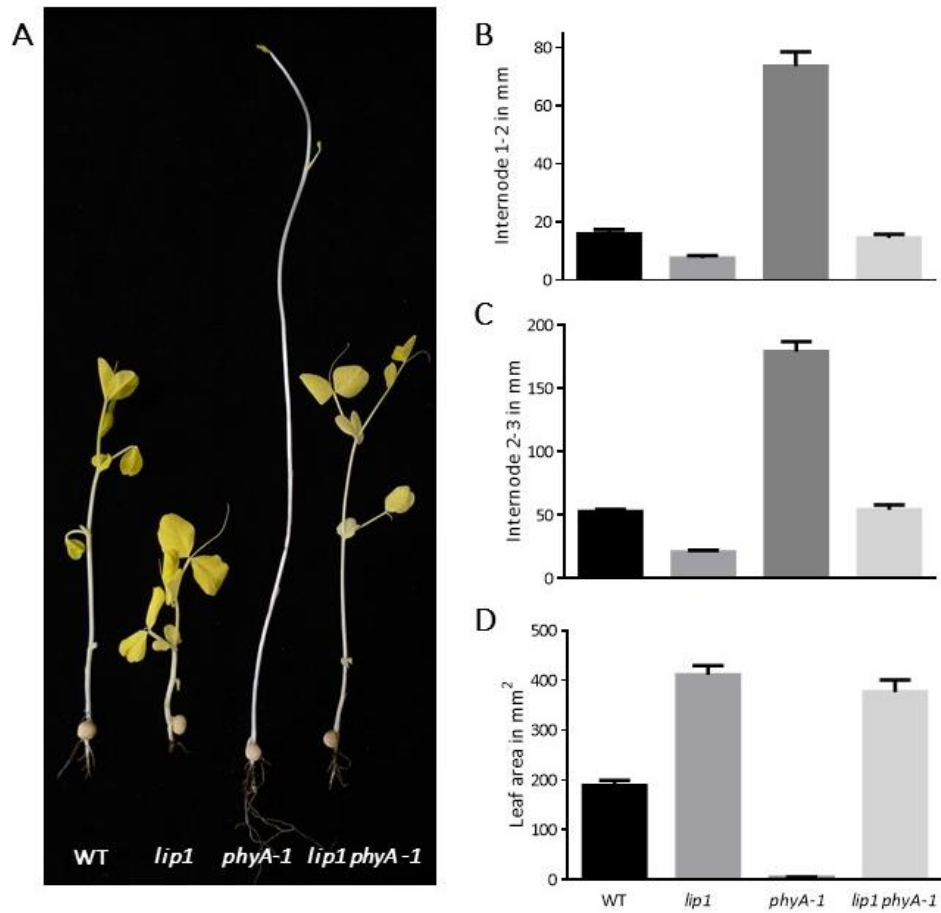 A
WT lip1 phyA-1 lip1 phyA-1
B
Internode 1-2 in mm
80
60
40
20
0
C
Internode 2-3 in mm
200
150
100
50
0
D
Leaf area in mm²
500
400
300
200
100
0
WT lip1 phyA-1 lip1 phyA-1